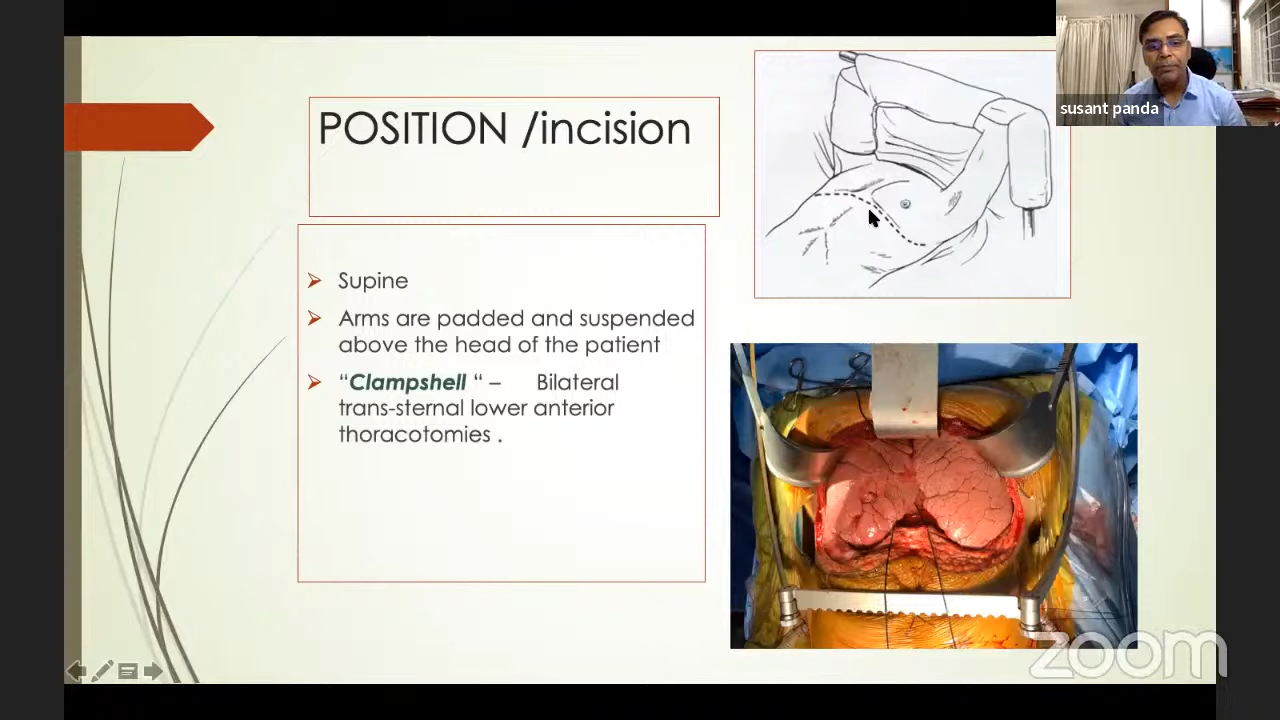 POSITION /incision
susant panda
Supine
Arms are padded and suspended
above the head of the patient
“Clampshell “ – Bilateral
trans-sternal lower anterior
thoracotomies .
zoom